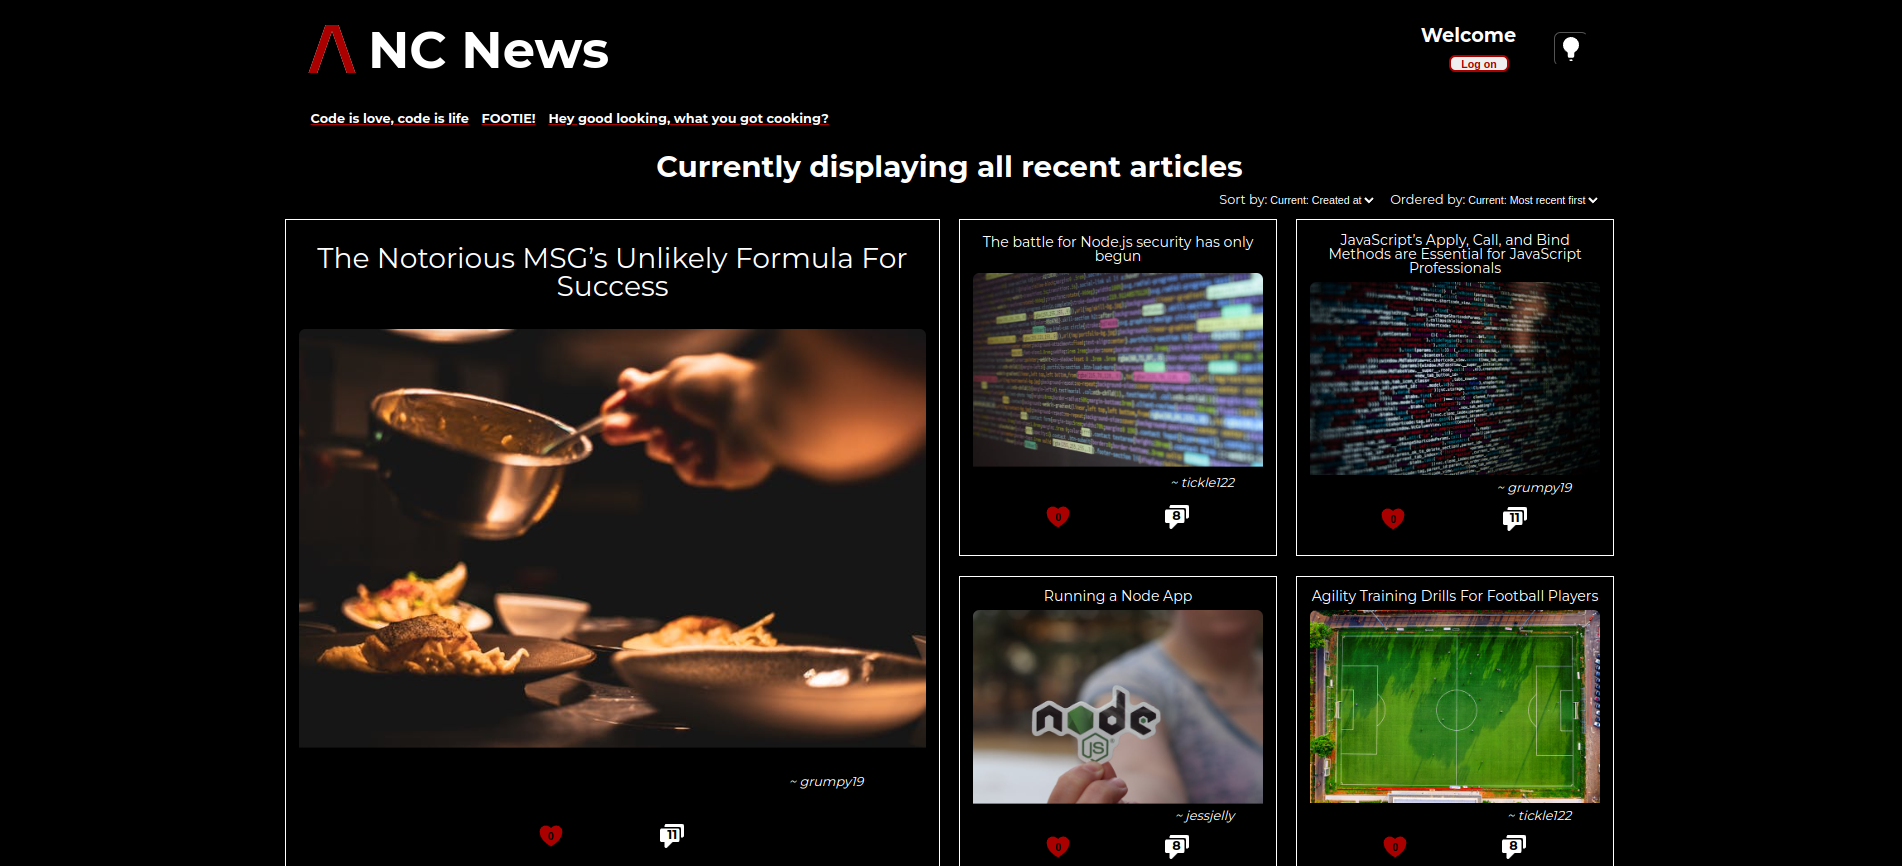 NC News
Welcome
Log on
Code is love, code is life FOOTIE! Hey good looking, what you got cooking?
Currently displaying all recent articles
Sort by: Current: Created at Ordered by: Current: Most recent first
The Notorious MSG’s Unlikely Formula For
Success
~ grumpy19
0 11
The battle for Node.js security has only
begun
~ tickle122
0 8
JavaScript’s Apply, Call, and Bind
Methods are Essential for JavaScript
Professionals
~ grumpy19
0 11
Running a Node App
node
JS
~ jessjelly
0 8
Agility Training Drills For Football Players
~ tickle122
0 8